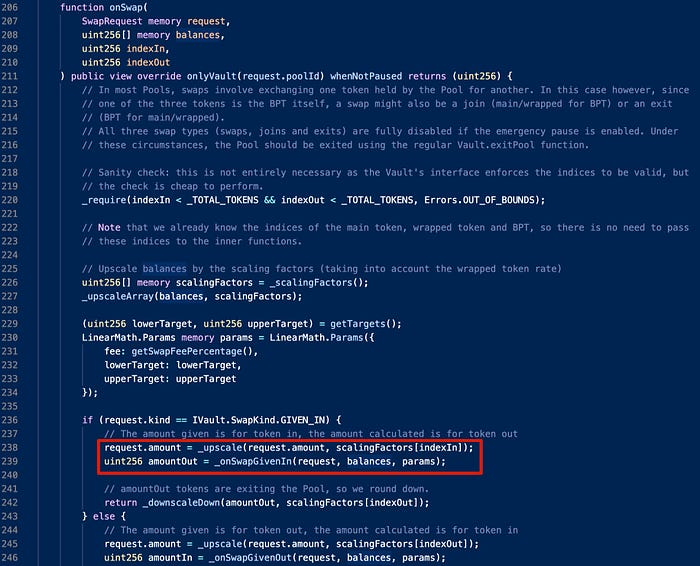 206 function onSwap(
207 SwapRequest memory request,
208 uint256[] memory balances,
209 uint256 indexIn,
210 uint256 indexOut
211 ) public view override onlyVault(request.poolId) whenNotPaused returns (uint256) {
212 // In most Pools, swaps involve exchanging one token held by the Pool for another. In this case however, since
213 // one of the three tokens is the BPT itself, a swap might also be a join (main/wrapped for BPT) or an exit
214 // (BPT for main/wrapped).
215 // All three swap types (swaps, joins and exits) are fully disabled if the emergency pause is enabled. Under
216 // these circumstances, the Pool should be exited using the regular Vault.exitPool function.
217
218 // Sanity check: this is not entirely necessary as the Vault's interface enforces the indices to be valid, but
219 // the check is cheap to perform.
220 _require(indexIn < _TOTAL_TOKENS && indexOut < _TOTAL_TOKENS, Errors.OUT_OF_BOUNDS);
221
222 // Note that we already know the indices of the main token, wrapped token and BPT, so there is no need to pass
223 // these indices to the inner functions.
224
225 // Upscale balances by the scaling factors (taking into account the wrapped token rate)
226 uint256[] memory scalingFactors = _scalingFactors();
227 _upscaleArray(balances, scalingFactors);
228
229 (uint256 lowerTarget, uint256 upperTarget) = getTargets();
230 LinearMath.Params memory params = LinearMath.Params({
231 fee: getSwapFeePercentage(),
232 lowerTarget: lowerTarget,
233 upperTarget: upperTarget
234 });
235
236 if (request.kind == IVault.SwapKind.GIVEN_IN) {
237 // The amount given is for token in, the amount calculated is for token out
238 request.amount = _upscale(request.amount, scalingFactors[indexIn]);
239 uint256 amountOut = _onSwapGivenIn(request, balances, params);
240
241 // amountOut tokens are exiting the Pool, so we round down.
242 return _downscaleDown(amountOut, scalingFactors[indexOut]);
243 } else {
244 // The amount given is for token out, the amount calculated is for token in
245 request.amount = _upscale(request.amount, scalingFactors[indexOut]);
246 uint256 amountIn = _onSwapGivenOut(request, balances, params);